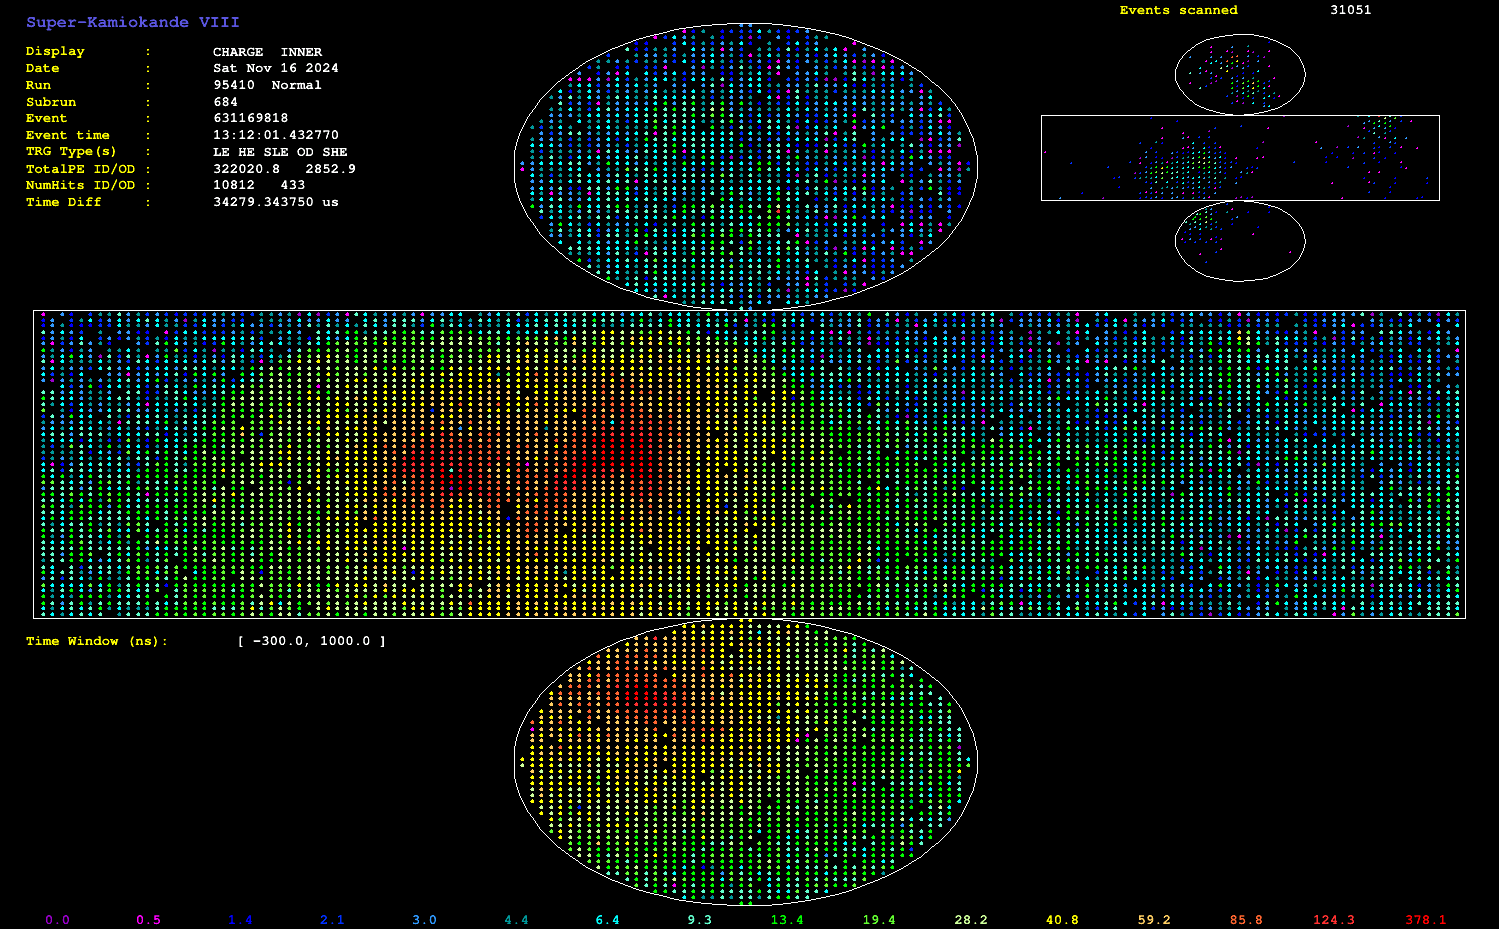 Super-Kamiokande VIII
Events scanned 31051
Display : CHARGE INNER
Date : Sat Nov 16 2024
Run : 95410 Normal
Subrun : 684
Event : 631169818
Event time : 13:12:01.432770
TRG Type(s) : LE HE SLE OD SHE
TotalPE ID/OD : 322020.8 2852.9
NumHits ID/OD : 10812 433
Time Diff : 34279.343750 us
Time Window (ns): [ -300.0, 1000.0 ]
0.0 0.5 1.4 2.1 3.0 4.4 6.4 9.3 13.4 19.4 28.2 40.8 59.2 85.8 124.3 378.1